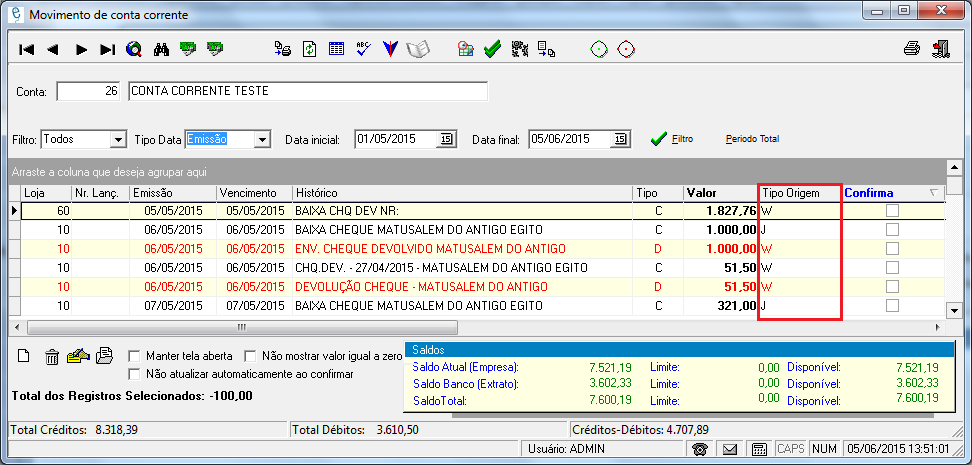 Movimento de conta corrente
ABC
Conta: 26 CONTA CORRENTE TESTE
Filtro: Todos Tipo Data Emissão Data inicial: 01/05/2015 15 Data final: 05/06/2015 15 Filtro Periodo Total
Arraste a coluna que deseja agrupar aqui
Loja Nr. Lanç. Emissão Vencimento Histórico Tipo Valor Tipo Origem Confirma
60 05/05/2015 05/05/2015 BAIXA CHQ DEV NR: C 1.827,76 W
10 06/05/2015 06/05/2015 BAIXA CHEQUE MATUSALEM DO ANTIGO EGITO C 1.000,00 J
10 06/05/2015 06/05/2015 ENV. CHEQUE DEVOLVIDO MATUSALEM DO ANTIGO D 1.000,00 W
10 06/05/2015 06/05/2015 CHQ.DEV. - 27/04/2015 - MATUSALEM DO ANTIGO EGITO C 51,50 W
10 06/05/2015 06/05/2015 DEVOLUÇÃO CHEQUE - MATUSALEM DO ANTIGO D 51,50 W
10 07/05/2015 07/05/2015 BAIXA CHEQUE MATUSALEM DO ANTIGO EGITO C 321,00 J
Manter tela aberta Não mostrar valor igual a zero
Não atualizar automaticamente ao confirmar
Total dos Registros Selecionados: -100,00
Saldos
Saldo Atual (Empresa): 7.521,19 Limite: 0,00 Disponível: 7.521,19
Saldo Banco (Extrato): 3.602,33 Limite: 0,00 Disponível: 3.602,33
SaldoTotal: 7.600,19 Limite: 0,00 Disponível: 7.600,19
Total Créditos: 8.318,39 Total Débitos: 3.610,50 Créditos-Débitos: 4.707,89
Usuário: ADMIN CAPS NUM 05/06/2015 13:51:01